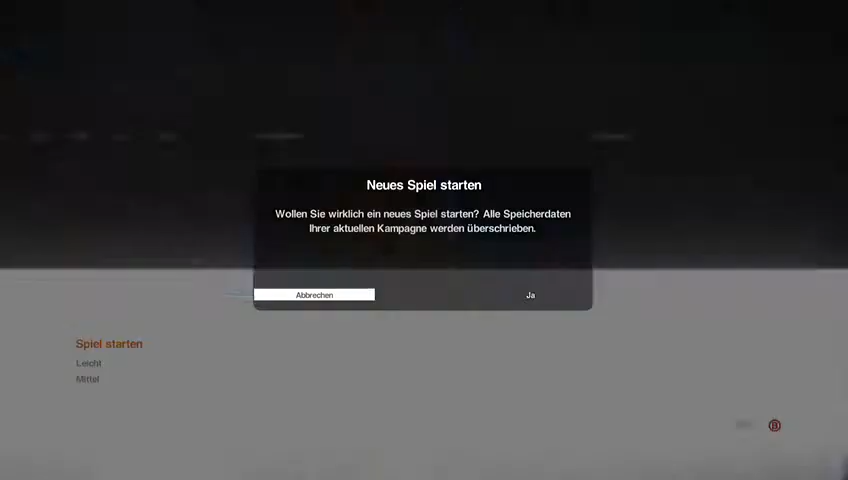 Neues Spiel starten
Wollen Sie wirklich ein neues Spiel starten? Alle Speicherdaten
Ihrer aktuellen Kampagne werden überschrieben.
Abbrechen
Ja
Spiel starten
Leicht
Mittel
B